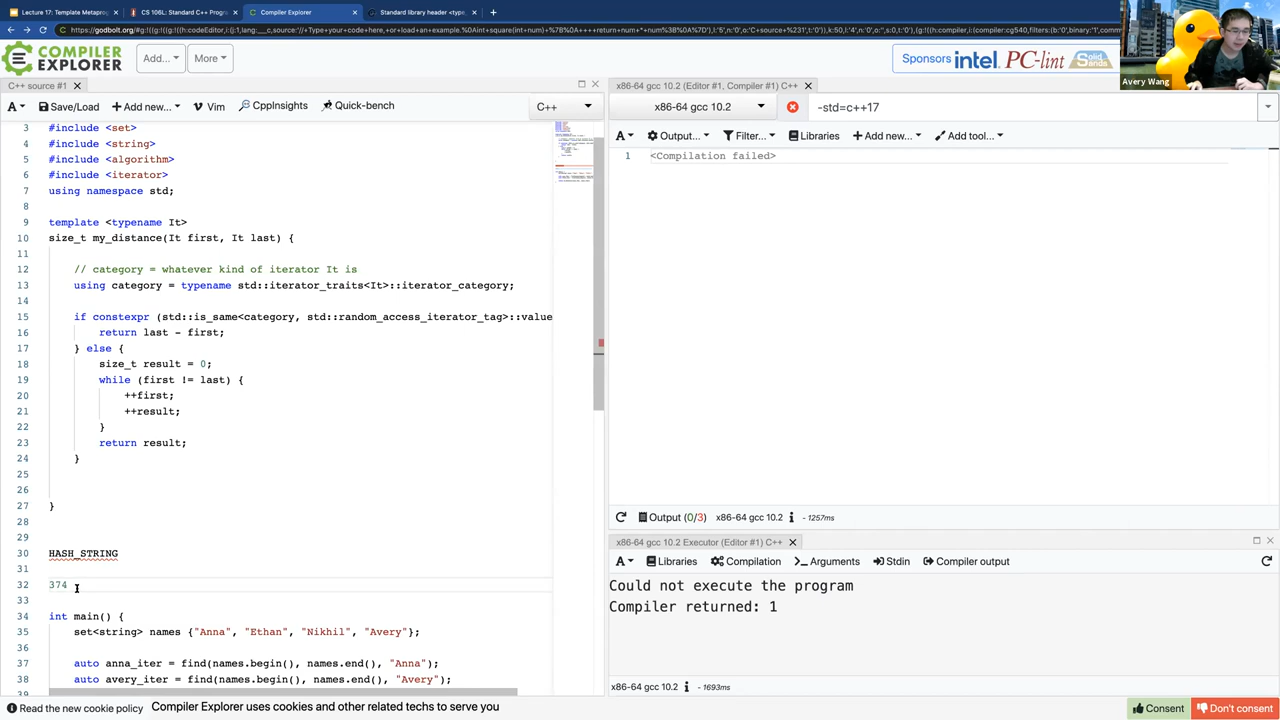 Lecture 17: Template Metaprog
CS 106L: Standard C++ Progra
Compiler Explorer
Standard library header <type_
COMPILER
EXPLORER
Add...
More
Sponsors intel PC-lint Solid Sands
Avery Wang
C++ source #1
A Save/Load Add new... Vim CppInsights Quick-bench C++
3 #include <set>
4 #include <string>
5 #include <algorithm>
6 #include <iterator>
7 using namespace std;
8
9 template <typename It>
10 size_t my_distance(It first, It last) {
11
12 // category = whatever kind of iterator It is
13 using category = typename std::iterator_traits<It>::iterator_category;
14
15 if constexpr (std::is_same<category, std::random_access_iterator_tag>::value
16 return last - first;
17 } else {
18 size_t result = 0;
19 while (first != last) {
20 ++first;
21 ++result;
22 }
23 return result;
24 }
25
26
27 }
28
29
30 HASH_STRING
31
32 374
33
34 int main() {
35 set<string> names {"Anna", "Ethan", "Nikhil", "Avery"};
36
37 auto anna_iter = find(names.begin(), names.end(), "Anna");
38 auto avery_iter = find(names.begin(), names.end(), "Avery");
39
x86-64 gcc 10.2 (Editor #1, Compiler #1) C++
x86-64 gcc 10.2 -std=c++17
A Output... Filter... Libraries Add new... Add tool...
1 <Compilation failed>
Output (0/3) x86-64 gcc 10.2 - 1257ms
x86-64 gcc 10.2 Executor (Editor #1) C++
A Libraries Compilation Arguments Stdin Compiler output
Could not execute the program
Compiler returned: 1
x86-64 gcc 10.2 - 1693ms
Read the new cookie policy Compiler Explorer uses cookies and other related techs to serve you Consent Don't consent